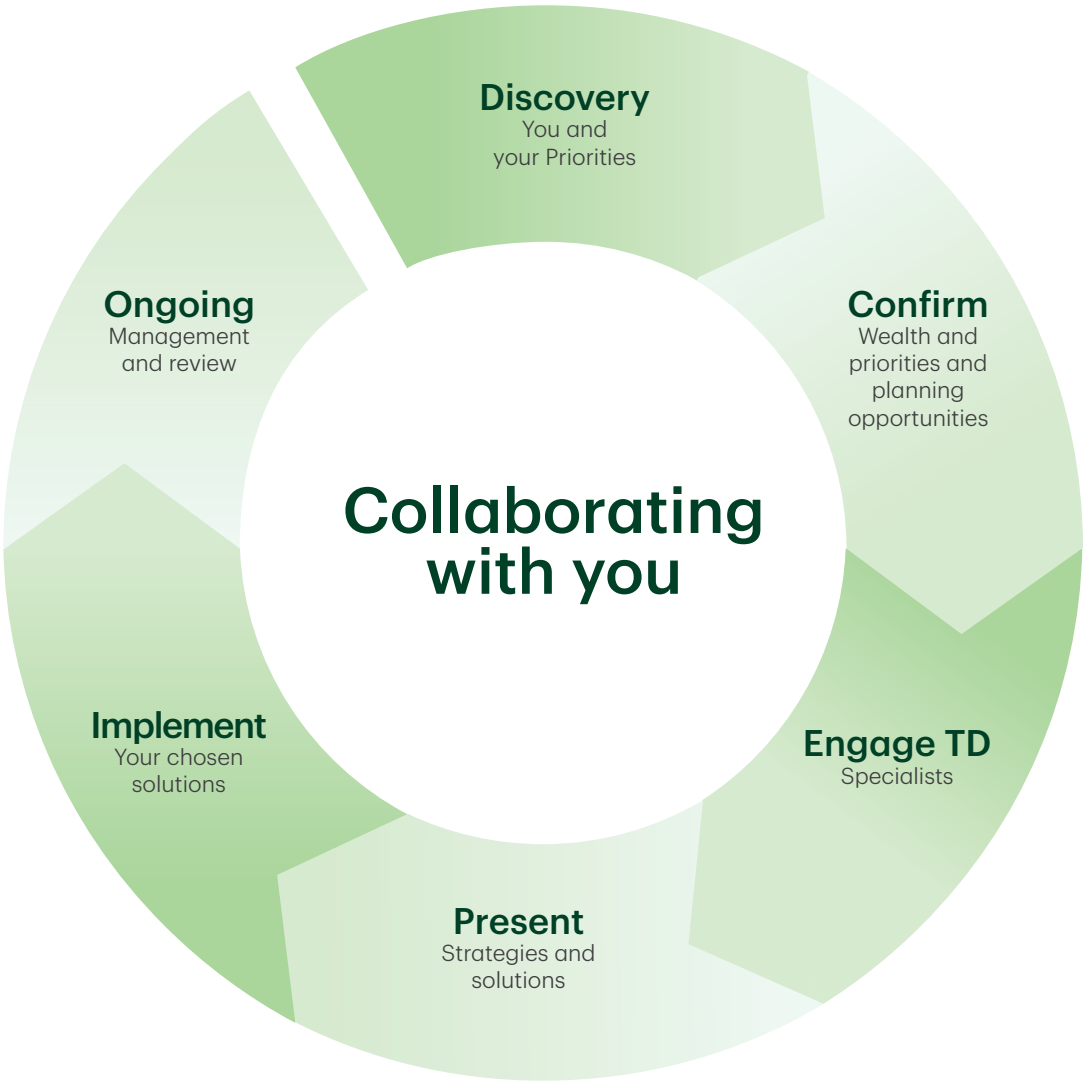 Discovery
You and
your Priorities
Confirm
Wealth and
priorities and
planning
opportunities
Engage TD
Specialists
Present
Strategies and
solutions
Implement
Your chosen
solutions
Ongoing
Management
and review
Collaborating
with you